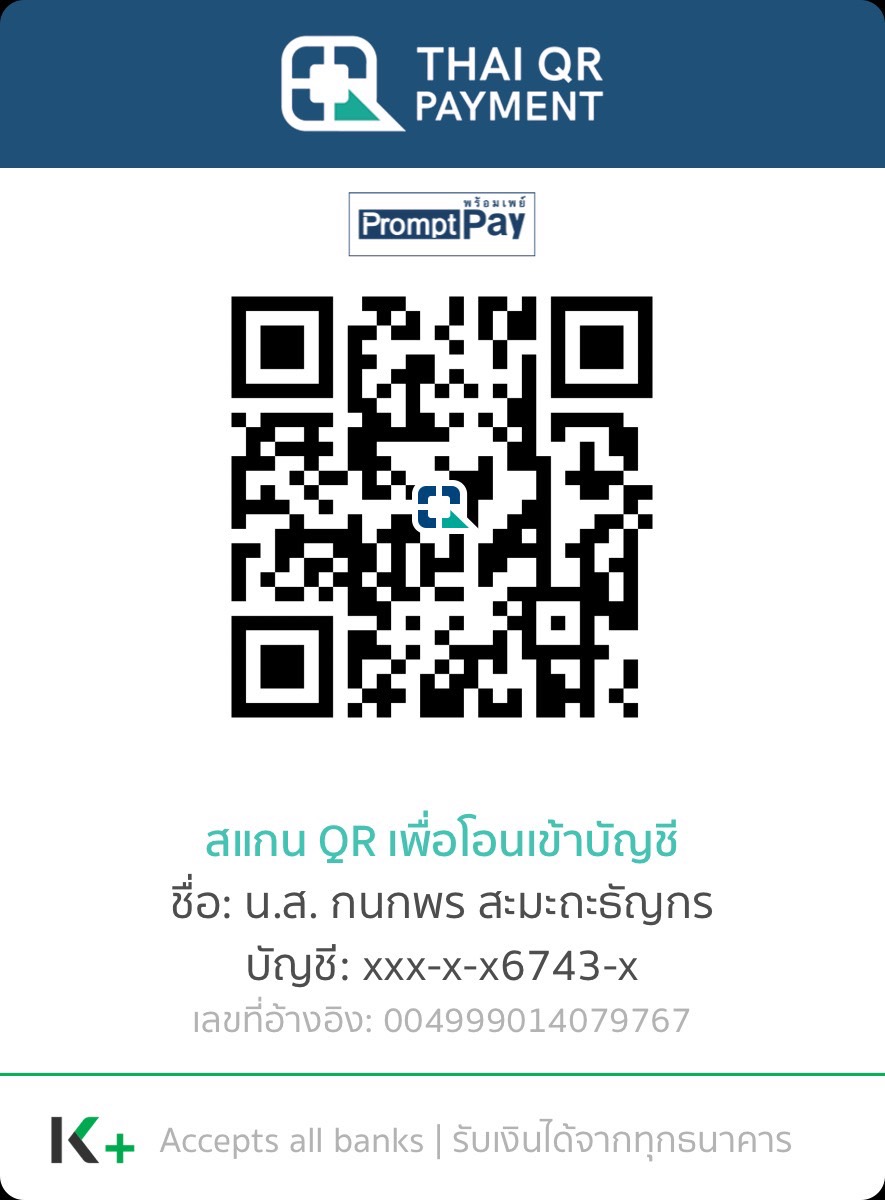 THAI QR
PAYMENT
พร้อมเพย์
PromptPay
สแกน QR เพื่อโอนเข้าบัญชี
ชื่อ: น.ส. กนกพร สะมะถะธัญกร
บัญชี: xxx-x-x6743-x
เลขที่อ้างอิง: 004999014079767
K+ Accepts all banks | รับเงินได้จากทุกธนาคาร